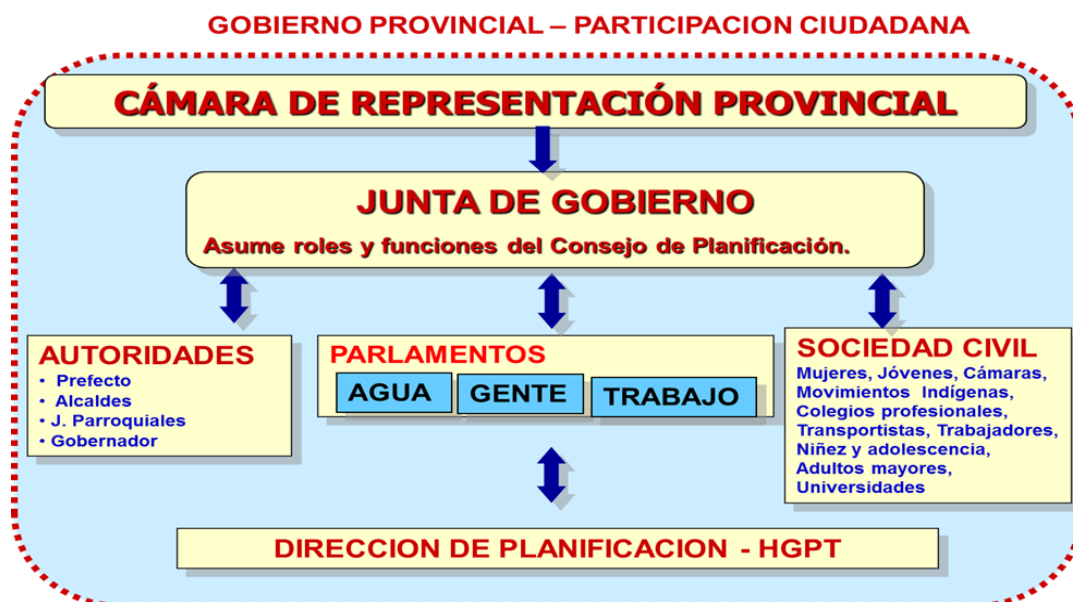 GOBIERNO PROVINCIAL – PARTICIPACION CIUDADANA
CÁMARA DE REPRESENTACIÓN PROVINCIAL
JUNTA DE GOBIERNO
Asume roles y funciones del Consejo de Planificación.
AUTORIDADES
• Prefecto
• Alcaldes
• J. Parroquiales
• Gobernador
PARLAMENTOS
AGUA
GENTE
TRABAJO
SOCIEDAD CIVIL
Mujeres, Jóvenes, Cámaras,
Movimientos Indígenas,
Colegios profesionales,
Transportistas, Trabajadores,
Niñez y adolescencia,
Adultos mayores,
Universidades
DIRECCION DE PLANIFICACION - HGPT